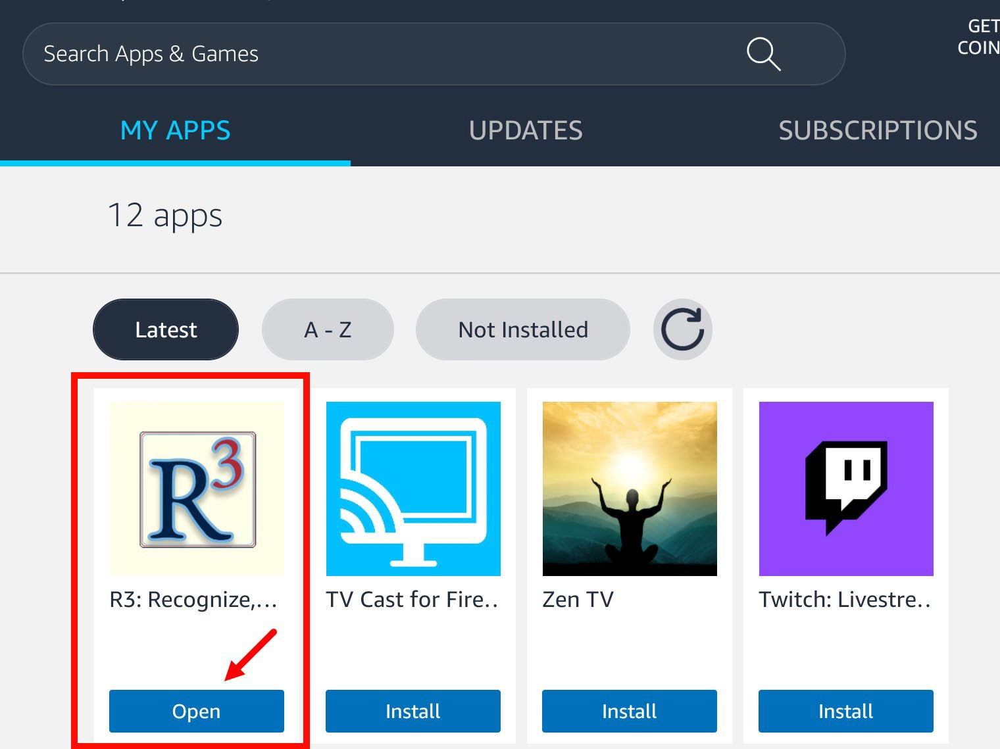 Search Apps & Games
GET
COIN
MY APPS UPDATES SUBSCRIPTIONS
12 apps
Latest A - Z Not Installed
R3
R3: Recognize,... TV Cast for Fire.. Zen TV Twitch: Livestre..
Open Install Install Install